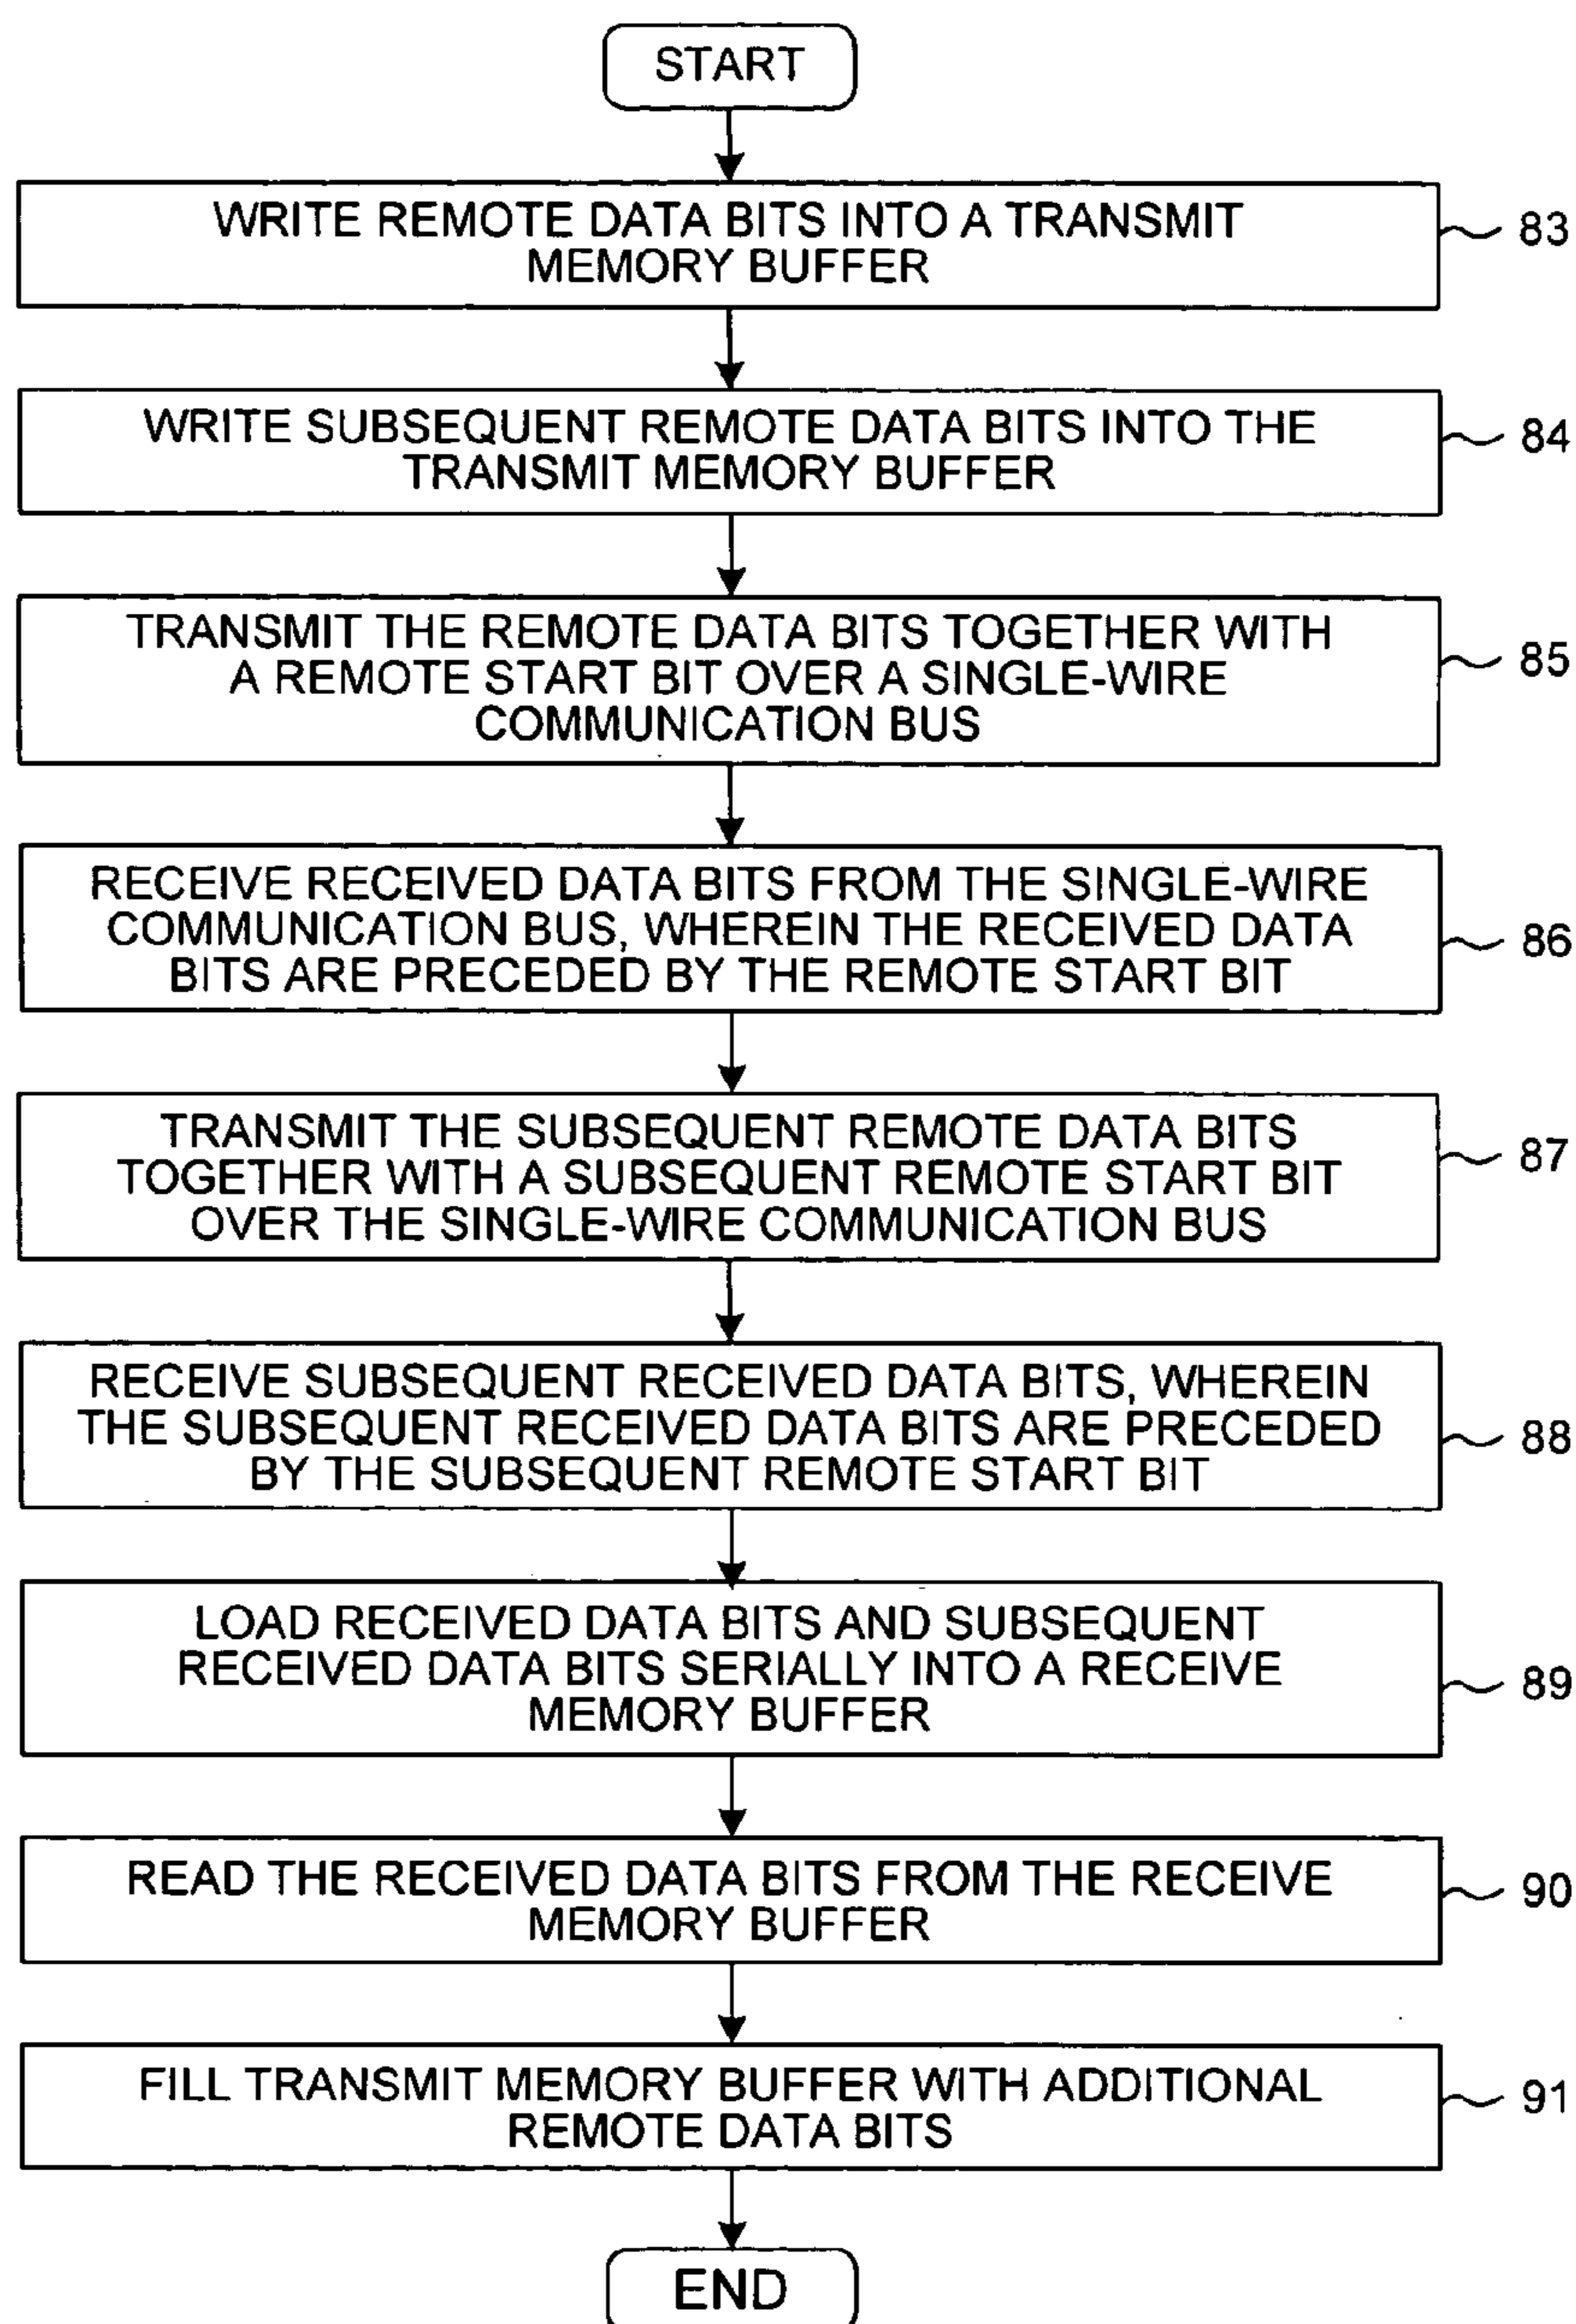 START
WRITE REMOTE DATA BITS INTO A TRANSMIT
MEMORY BUFFER
83
WRITE SUBSEQUENT REMOTE DATA BITS INTO THE
TRANSMIT MEMORY BUFFER
84
TRANSMIT THE REMOTE DATA BITS TOGETHER WITH
A REMOTE START BIT OVER A SINGLE-WIRE
COMMUNICATION BUS
85
RECEIVE RECEIVED DATA BITS FROM THE SINGLE-WIRE
COMMUNICATION BUS, WHEREIN THE RECEIVED DATA
BITS ARE PRECEDED BY THE REMOTE START BIT
86
TRANSMIT THE SUBSEQUENT REMOTE DATA BITS
TOGETHER WITH A SUBSEQUENT REMOTE START BIT
OVER THE SINGLE-WIRE COMMUNICATION BUS
87
RECEIVE SUBSEQUENT RECEIVED DATA BITS, WHEREIN
THE SUBSEQUENT RECEIVED DATA BITS ARE PRECEDED
BY THE SUBSEQUENT REMOTE START BIT
88
LOAD RECEIVED DATA BITS AND SUBSEQUENT
RECEIVED DATA BITS SERIALLY INTO A RECEIVE
MEMORY BUFFER
89
READ THE RECEIVED DATA BITS FROM THE RECEIVE
MEMORY BUFFER
90
FILL TRANSMIT MEMORY BUFFER WITH ADDITIONAL
REMOTE DATA BITS
91
END